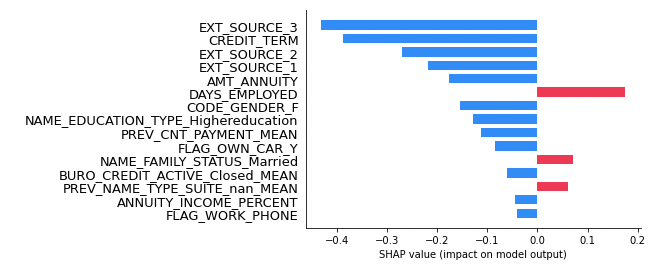 EXT_SOURCE_3
CREDIT_TERM
EXT_SOURCE_2
EXT_SOURCE_1
AMT_ANNUITY
DAYS_EMPLOYED
CODE_GENDER_F
NAME_EDUCATION_TYPE_Highereducation
PREV_CNT_PAYMENT_MEAN
FLAG_OWN_CAR_Y
NAME_FAMILY_STATUS_Married
BURO_CREDIT_ACTIVE_Closed_MEAN
PREV_NAME_TYPE_SUITE_nan_MEAN
ANNUITY_INCOME_PERCENT
FLAG_WORK_PHONE
−0.4 −0.3 −0.2 −0.1 0.0 0.1 0.2
SHAP value (impact on model output)